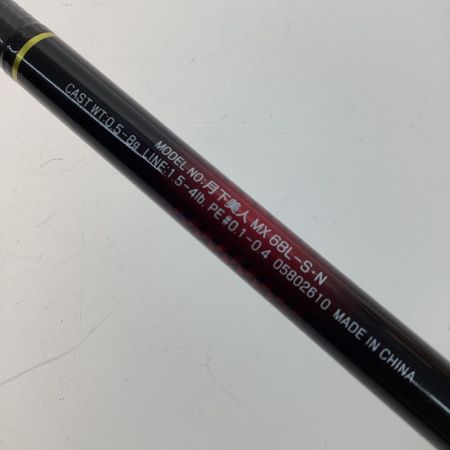 MODEL NO:月下美人 MX 68L-S・N
CAST WT:0.5-8g LINE:1.5-4lb PE#0.1-0.4 05802610 MADE IN CHINA